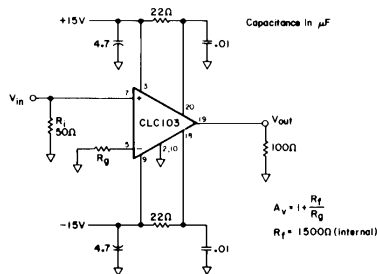 +15V
22Ω
Capacitance In μF
4.7
.01
3
20
Vin
7
+
CLC103
19
Vout
Ri
50Ω
Rg
5
-
2,10
18
9
100Ω
Av = 1 + Rf/Rg
Rf = 1500Ω (internal)
-15V
22Ω
4.7
.01